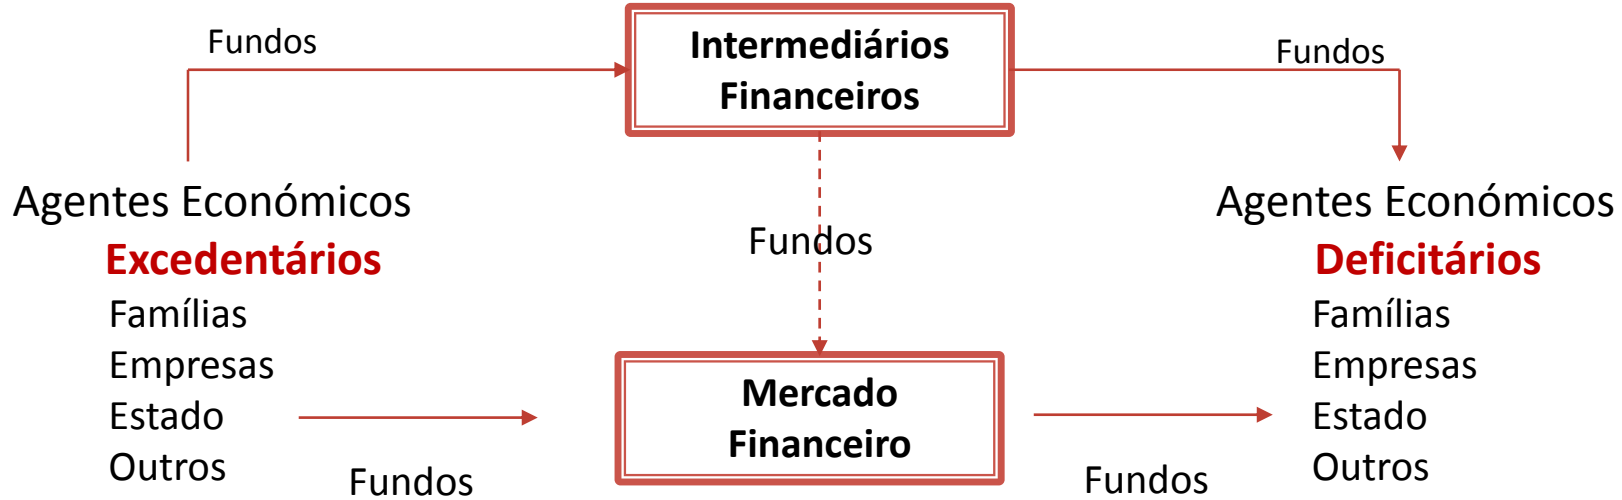 Fundos
Intermediários
Financeiros
Fundos
Agentes Económicos
Excedentários
Famílias
Empresas
Estado
Outros
Fundos
Fundos
Mercado
Financeiro
Fundos
Agentes Económicos
Deficitários
Famílias
Empresas
Estado
Outros